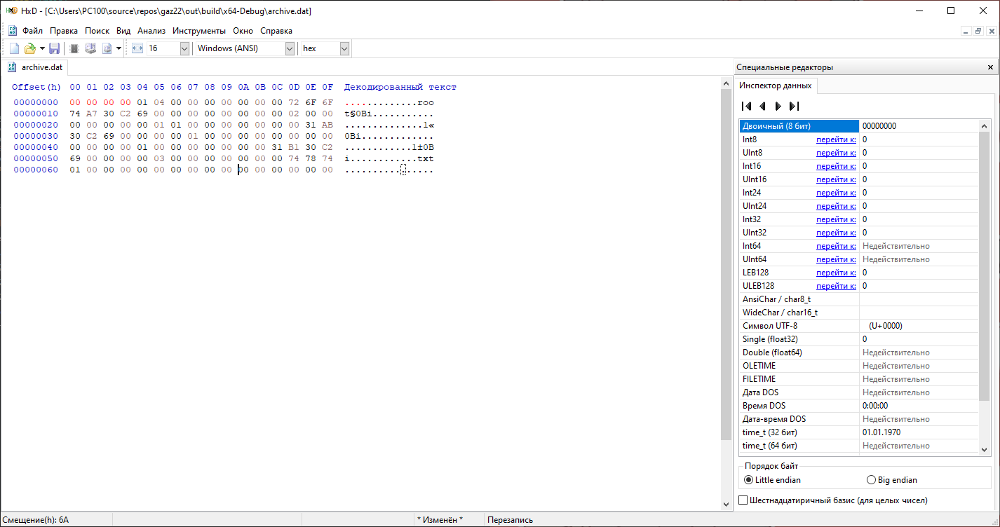 HxD - [C:\Users\PC100\source\repos\gaz22\out\build\x64-Debug\archive.dat]
Файл Правка Поиск Вид Анализ Инструменты Окно Справка
16 Windows (ANSI) hex
archive.dat
Offset(h) 00 01 02 03 04 05 06 07 08 09 0A 0B 0C 0D 0E 0F Декодированный текст
00000000 00 00 00 00 01 04 00 00 00 00 00 00 00 72 6F 6F .............roo
00000010 74 A7 30 C2 69 00 00 00 00 00 00 00 00 02 00 00 t§0Вi...........
00000020 00 00 00 00 00 01 01 00 00 00 00 00 00 00 31 AB ..............1«
00000030 30 C2 69 00 00 00 00 01 00 00 00 00 00 00 00 00 0Вi.............
00000040 00 00 00 00 01 00 00 00 00 00 00 00 31 B1 30 C2 ............1±0В
00000050 69 00 00 00 00 03 00 00 00 00 00 00 00 74 78 74 i............txt
00000060 01 00 00 00 00 00 00 00 00 00 00 00 00 00 00 00 ................
Специальные редакторы
Инспектор данных
Двоичный (8 бит) 00000000
Int8 перейти к: 0
UInt8 перейти к: 0
Int16 перейти к: 0
UInt16 перейти к: 0
Int24 перейти к: 0
UInt24 перейти к: 0
Int32 перейти к: 0
UInt32 перейти к: 0
Int64 перейти к: Недействительно
UInt64 перейти к: Недействительно
LEB128 перейти к: 0
ULEB128 перейти к: 0
AnsiChar / char8_t
WideChar / char16_t
Символ UTF-8 (U+0000)
Single (float32) 0
Double (float64) Недействительно
OLETIME Недействительно
FILETIME Недействительно
Дата DOS Недействительно
Время DOS 0:00:00
Дата-время DOS Недействительно
time_t (32 бит) 01.01.1970
time_t (64 бит) Недействительно
Порядок байт
Little endian Big endian
Шестнадцатиричный базис (для целых чисел)
Смещение(h): 6A * Изменён * Перезапись